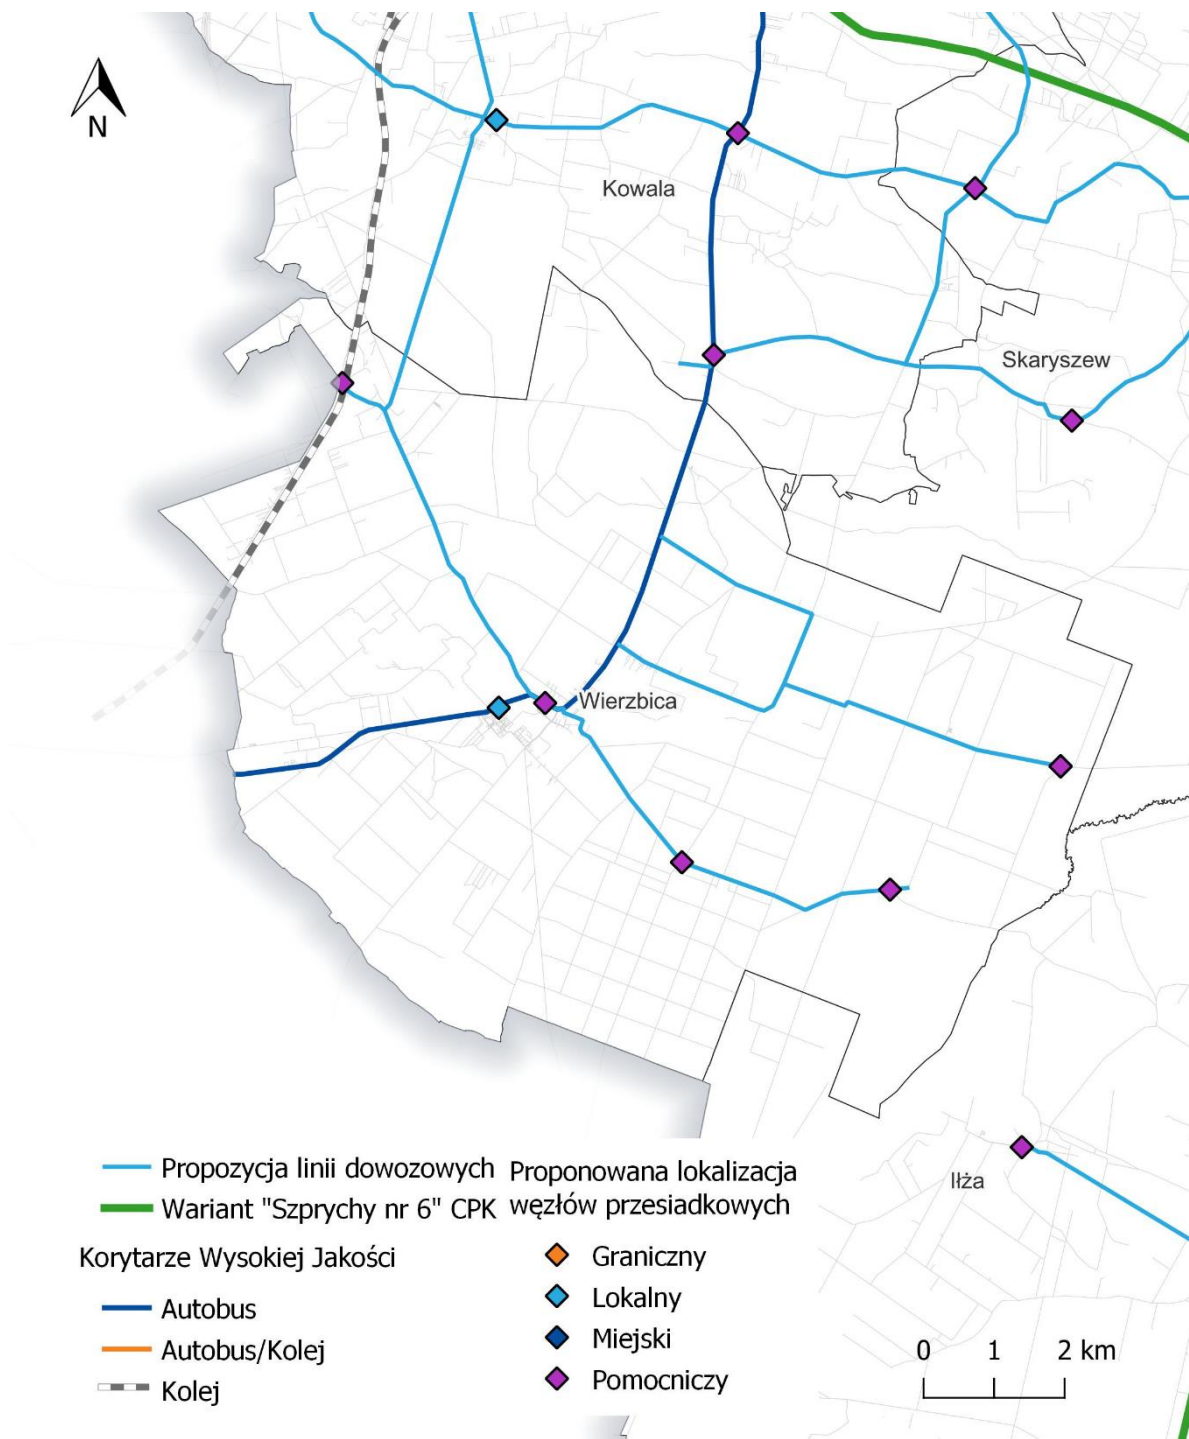 N
Kowala
Skaryszew
Wierzbica
Iłża
Propozycja linii dowozowych
Wariant "Szprychy nr 6" CPK
Korytarze Wysokiej Jakości
Autobus
Autobus/Kolej
Kolej
Proponowana lokalizacja
węzłów przesiadkowych
Graniczny
Lokalny
Miejski
Pomocniczy
0 1 2 km